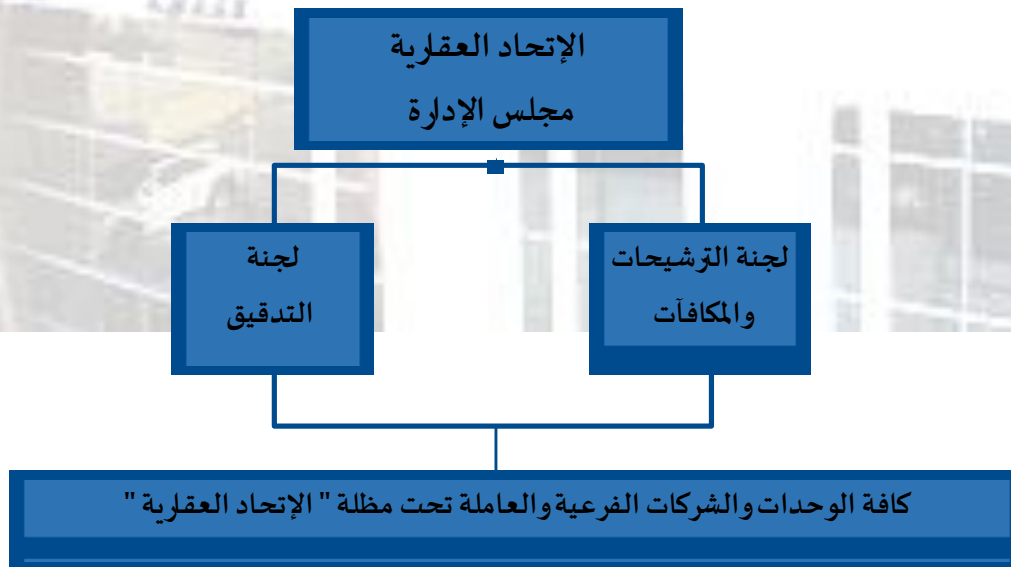 الإتحاد العقارية
مجلس الإدارة
لجنة الترشيحات
والمكافآت
لجنة
التدقيق
كافة الوحدات والشركات الفرعية والعاملة تحت مظلة " الإتحاد العقارية "